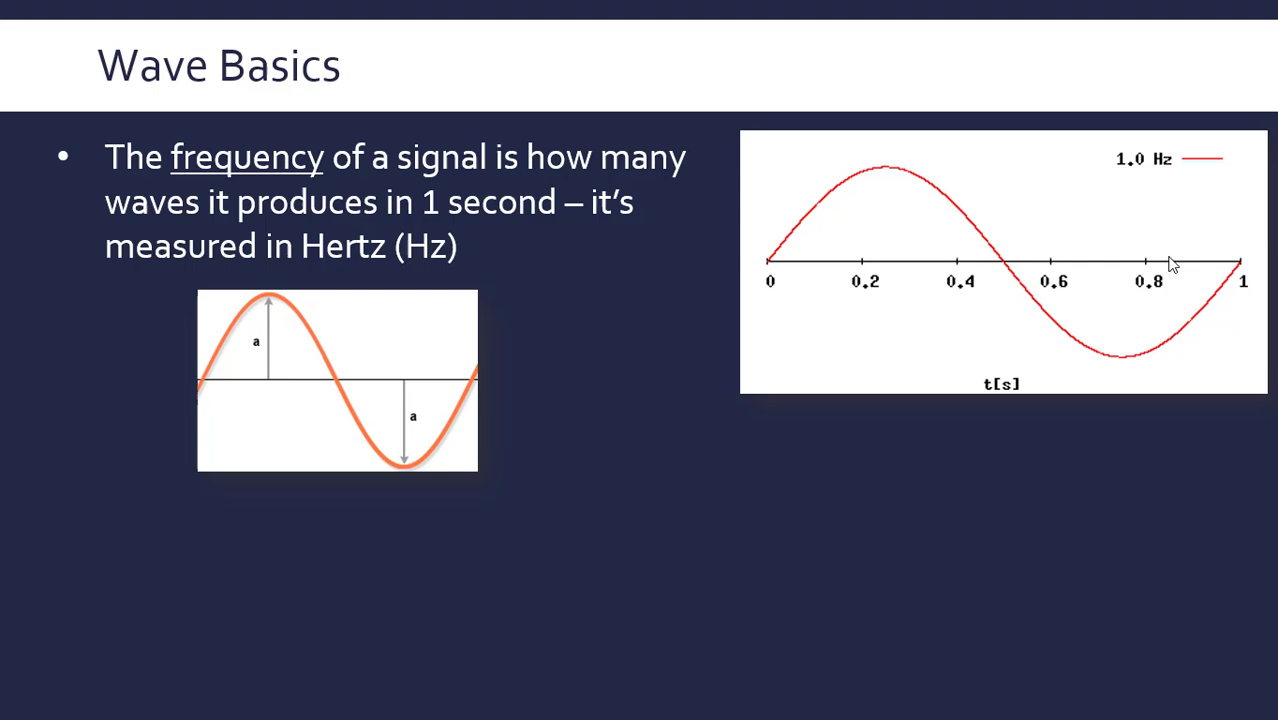 Wave Basics
• The frequency of a signal is how many
waves it produces in 1 second – it's
measured in Hertz (Hz)
a
a
1.0 Hz
0 0.2 0.4 0.6 0.8 1
t[s]